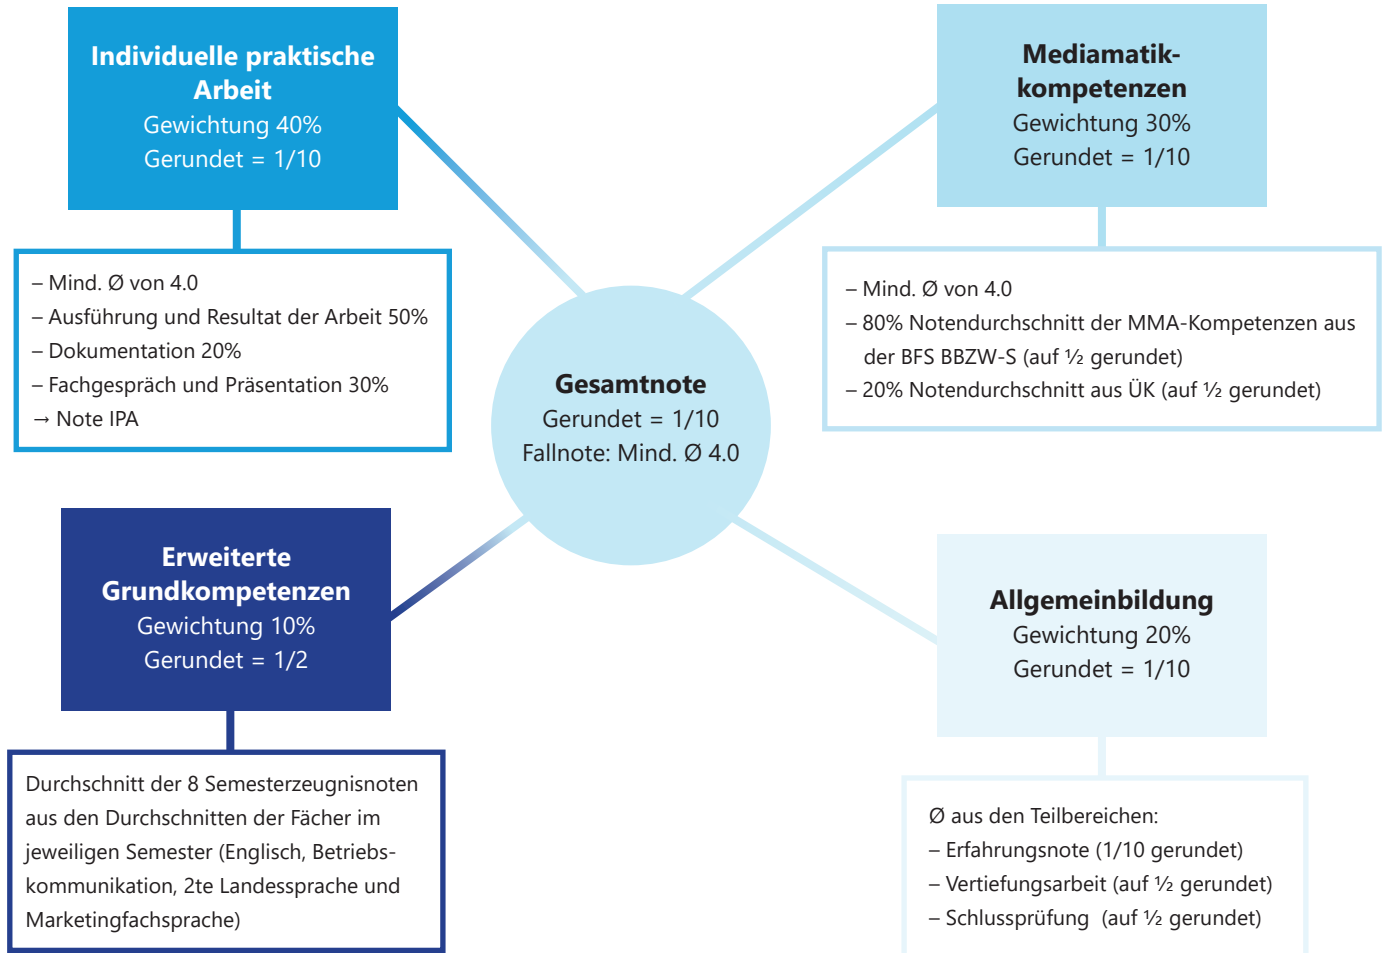 Individuelle praktische
Arbeit
Gewichtung 40%
Gerundet = 1/10
– Mind. Ø von 4.0
– Ausführung und Resultat der Arbeit 50%
– Dokumentation 20%
– Fachgespräch und Präsentation 30%
→ Note IPA
Mediamatik-
kompetenzen
Gewichtung 30%
Gerundet = 1/10
– Mind. Ø von 4.0
– 80% Notendurchschnitt der MMA-Kompetenzen aus
der BFS BBZW-S (auf ½ gerundet)
– 20% Notendurchschnitt aus ÜK (auf ½ gerundet)
Gesamtnote
Gerundet = 1/10
Fallnote: Mind. Ø 4.0
Erweiterte
Grundkompetenzen
Gewichtung 10%
Gerundet = 1/2
Durchschnitt der 8 Semesterzeugnisnoten
aus den Durchschnitten der Fächer im
jeweiligen Semester (Englisch, Betriebs-
kommunikation, 2te Landessprache und
Marketingfachsprache)
Allgemeinbildung
Gewichtung 20%
Gerundet = 1/10
Ø aus den Teilbereichen:
– Erfahrungsnote (1/10 gerundet)
– Vertiefungsarbeit (auf ½ gerundet)
– Schlussprüfung (auf ½ gerundet)